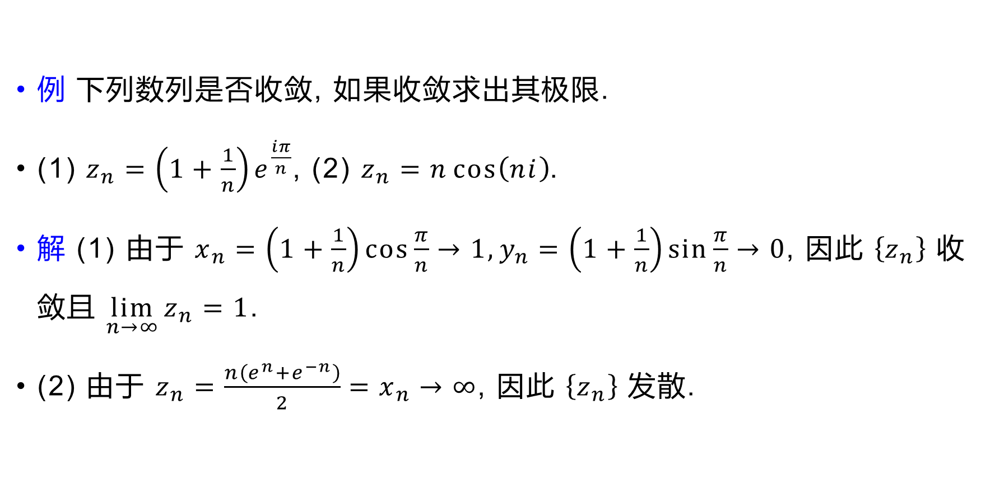 • 例 下列数列是否收敛, 如果收敛求出其极限.
• (1) $z_n = \left(1 + \frac{1}{n}\right) e^{\frac{i\pi}{n}}$, (2) $z_n = n \cos(ni)$.
• 解 (1) 由于 $x_n = \left(1 + \frac{1}{n}\right) \cos \frac{\pi}{n} \to 1, y_n = \left(1 + \frac{1}{n}\right) \sin \frac{\pi}{n} \to 0$, 因此 $\{z_n\}$ 收
敛且 $\lim_{n \to \infty} z_n = 1$.
• (2) 由于 $z_n = \frac{n(e^n + e^{-n})}{2} = x_n \to \infty$, 因此 $\{z_n\}$ 发散.